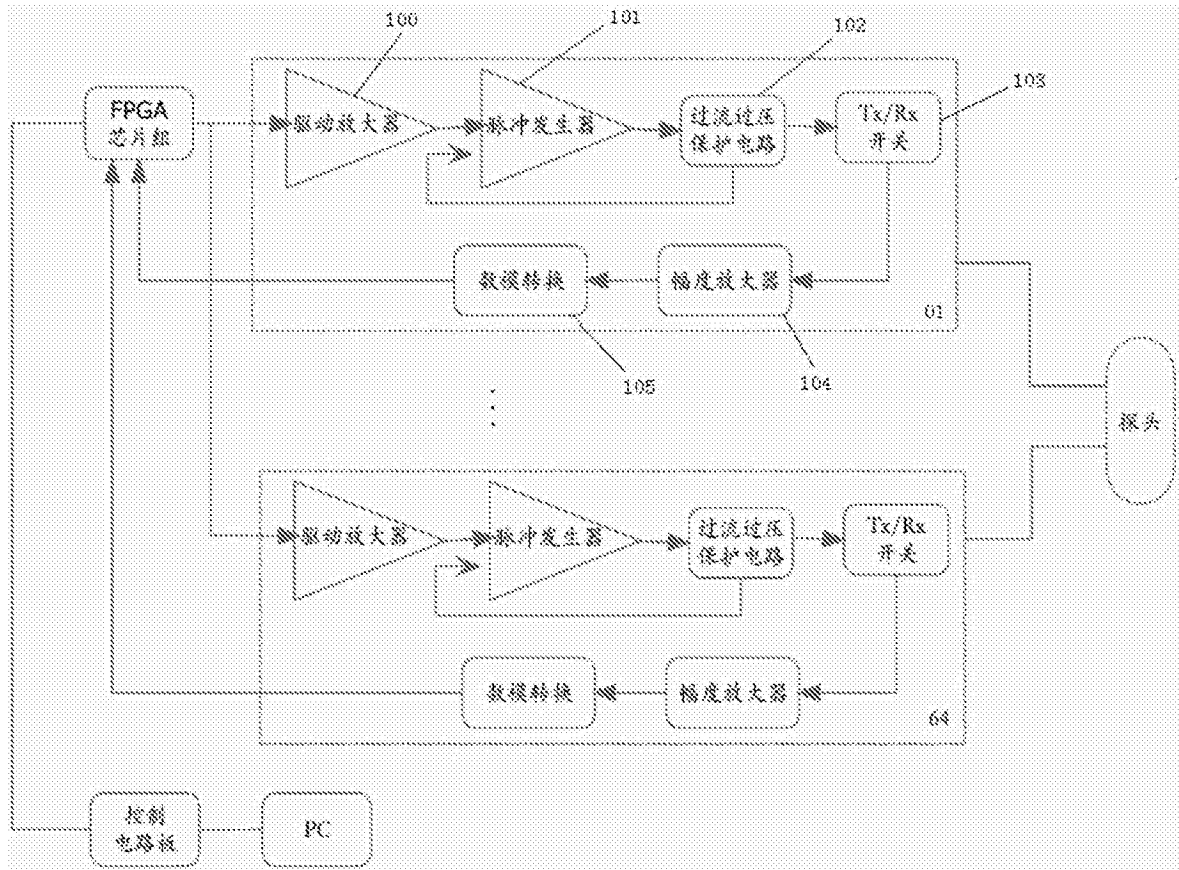 100
101
102
103
FPGA
芯片组
驱动放大器
脉冲发生器
过流过压
保护电路
Tx/Rx
开关
数模转换
幅度放大器
01
105
104
探头
驱动放大器
脉冲发生器
过流过压
保护电路
Tx/Rx
开关
数模转换
幅度放大器
64
控制
电路板
PC